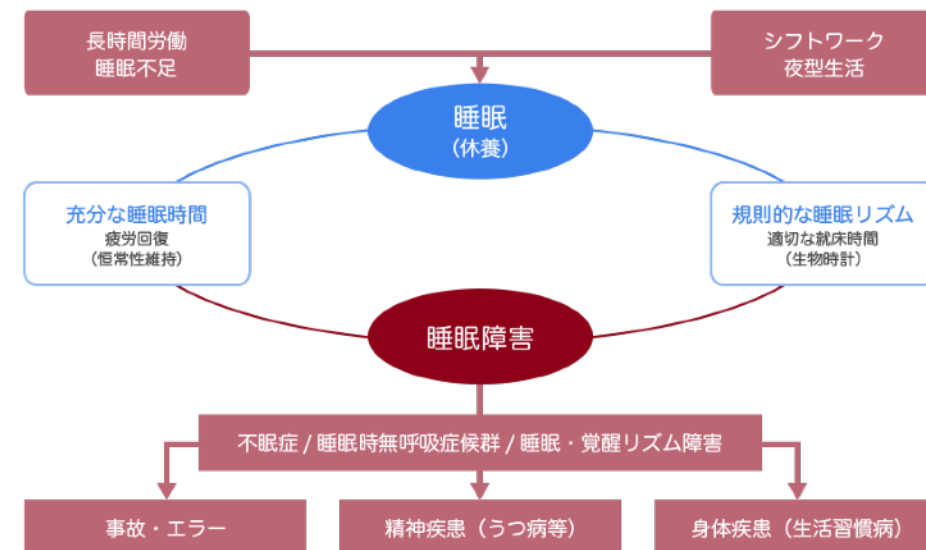 長時間労働
睡眠不足
シフトワーク
夜型生活
睡眠
（休養）
充分な睡眠時間
疲労回復
（恒常性維持）
規則的な睡眠リズム
適切な就床時間
（生物時計）
睡眠障害
不眠症 / 睡眠時無呼吸症候群 / 睡眠・覚醒リズム障害
事故・エラー
精神疾患（うつ病等）
身体疾患（生活習慣病）